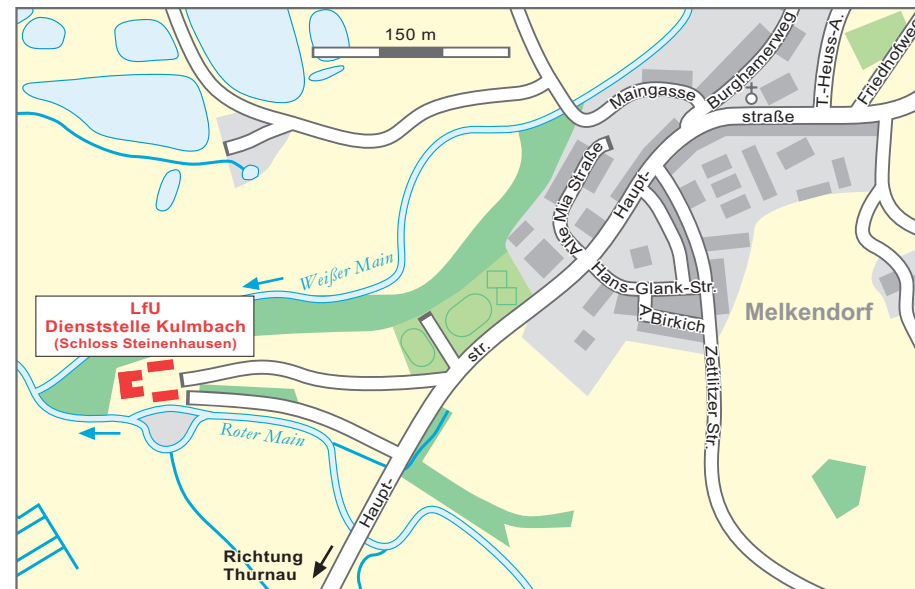 150 m
Maingasse
Burghamerweg
T.-Heuss-A.
Friedhofweg
straße
Haupt-
Alte Mia Straße
Weißer Main
Hans-Glank-Str.
A. Birkich
Melkendorf
LfU
Dienststelle Kulmbach
(Schloss Steinenhausen)
str.
Zettlitzer Str.
Roter Main
Haupt-
Richtung
Thurnau